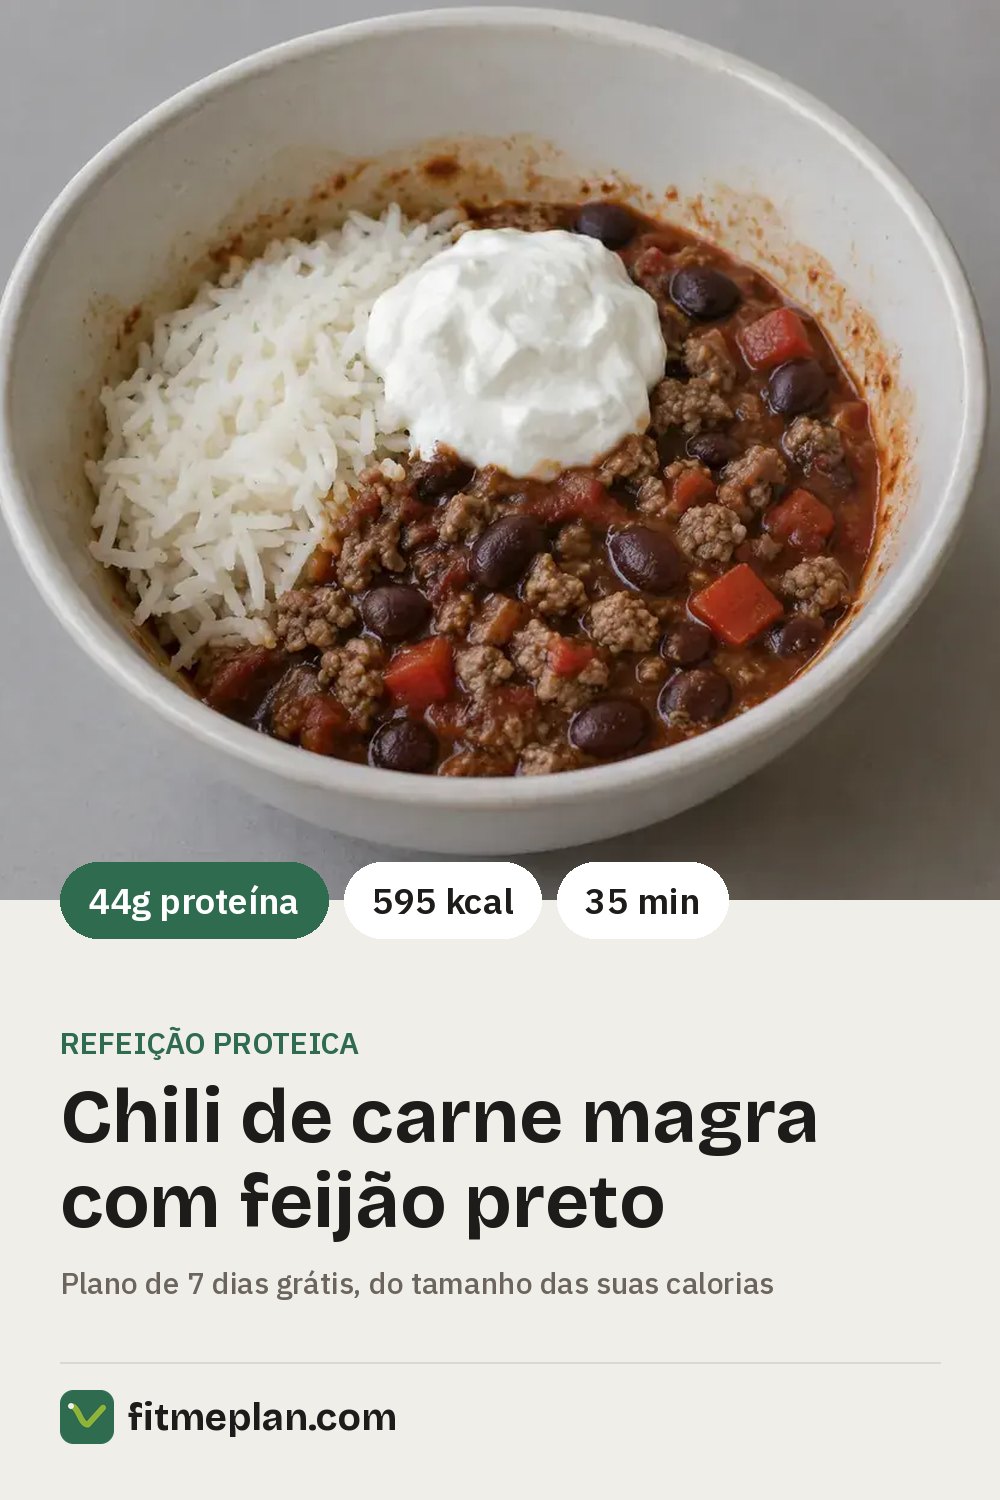 44g proteína
595 kcal
35 min
REFEIÇÃO PROTEICA
Chili de carne magra
com feijão preto
Plano de 7 dias grátis, do tamanho das suas calorias
fitmeplan.com